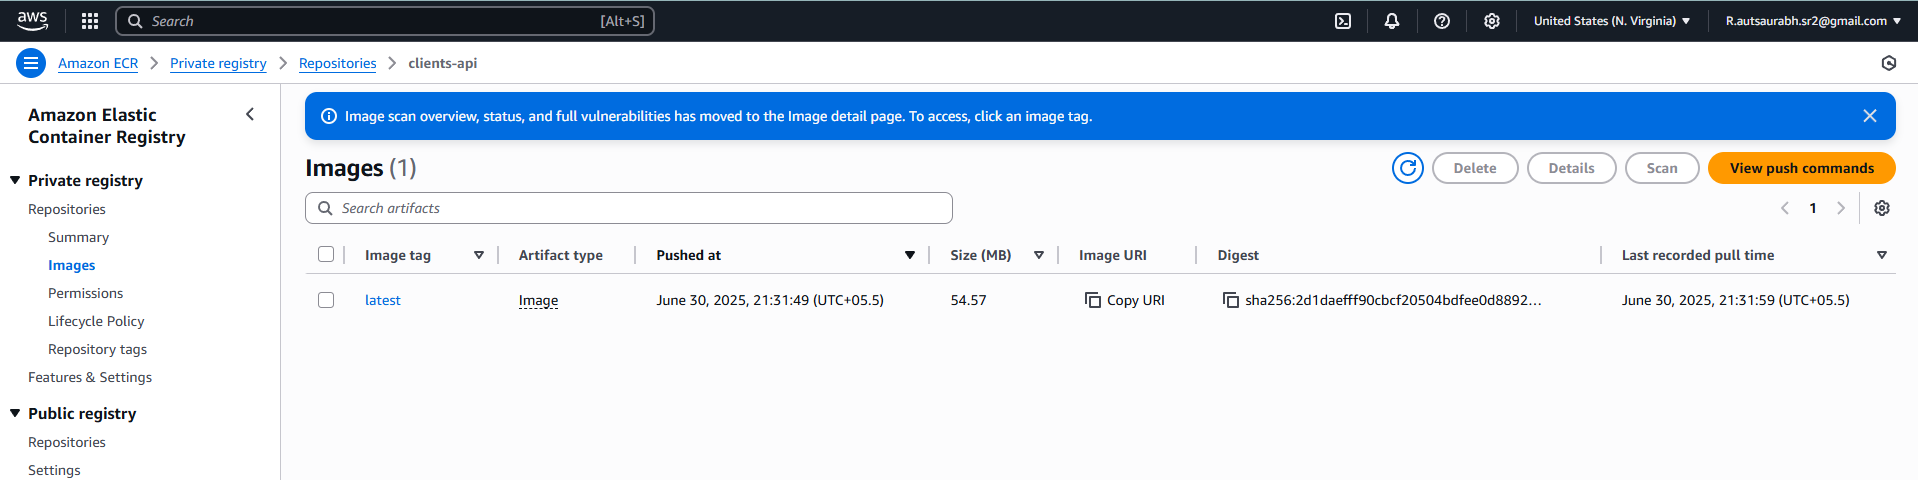 aws
Search
[Alt+S]
United States (N. Virginia)
R.autsaurabh.sr2@gmail.com
Amazon ECR
Private registry
Repositories
clients-api
Amazon Elastic
Container Registry
Private registry
Repositories
Summary
Images
Permissions
Lifecycle Policy
Repository tags
Features & Settings
Public registry
Repositories
Settings
Image scan overview, status, and full vulnerabilities has moved to the Image detail page. To access, click an image tag.
Images (1)
Delete
Details
Scan
View push commands
Search artifacts
1
Image tag
Artifact type
Pushed at
Size (MB)
Image URI
Digest
Last recorded pull time
latest
Image
June 30, 2025, 21:31:49 (UTC+05.5)
54.57
Copy URI
sha256:2d1daefff90cbcf20504bdfee0d8892...
June 30, 2025, 21:31:59 (UTC+05.5)